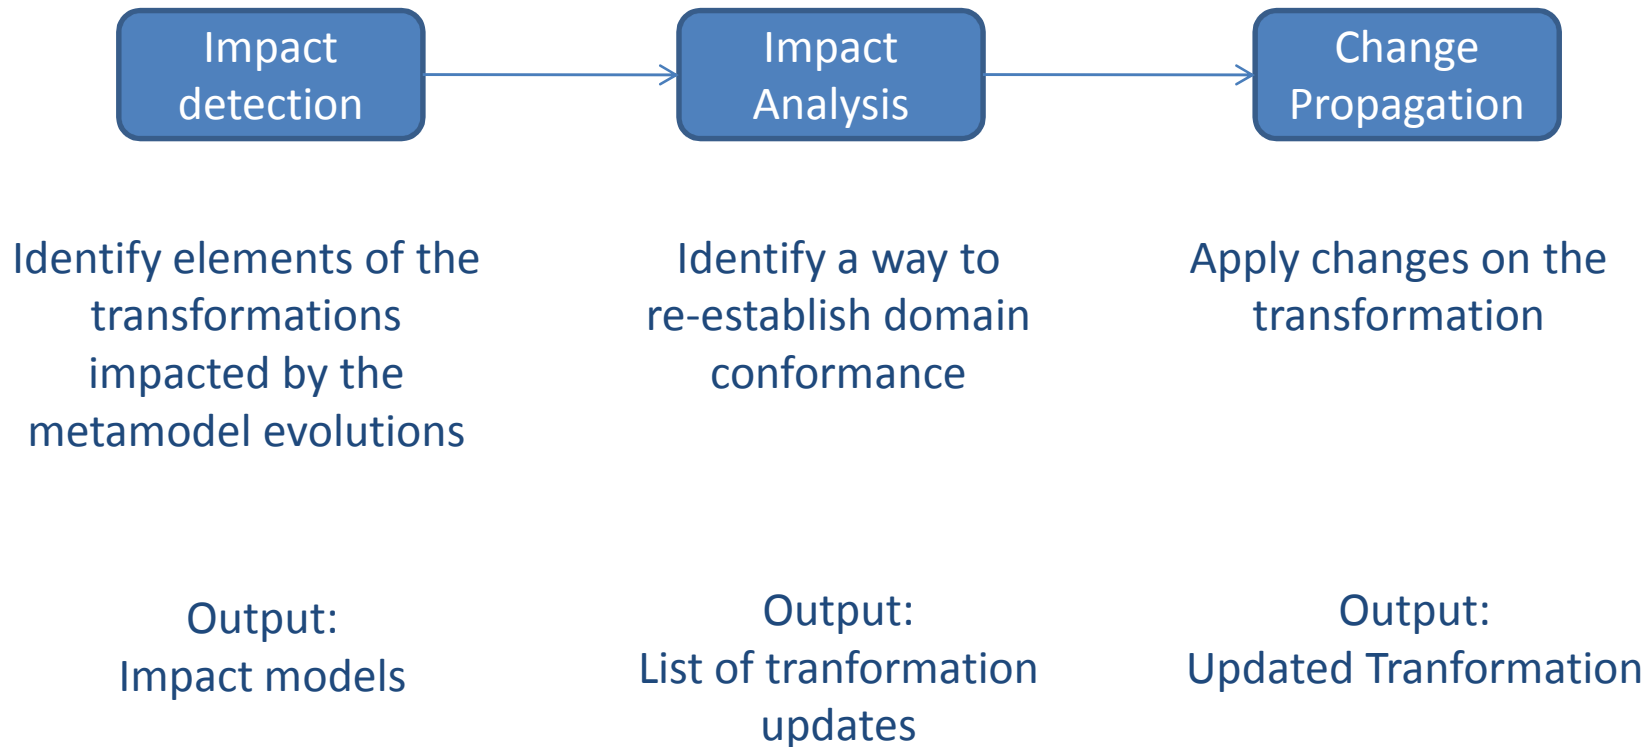 Impact
detection
Impact
Analysis
Change
Propagation
Identify elements of the
transformations
impacted by the
metamodel evolutions
Identify a way to
re-establish domain
conformance
Apply changes on the
transformation
Output:
Impact models
Output:
List of tranformation
updates
Output:
Updated Tranformation